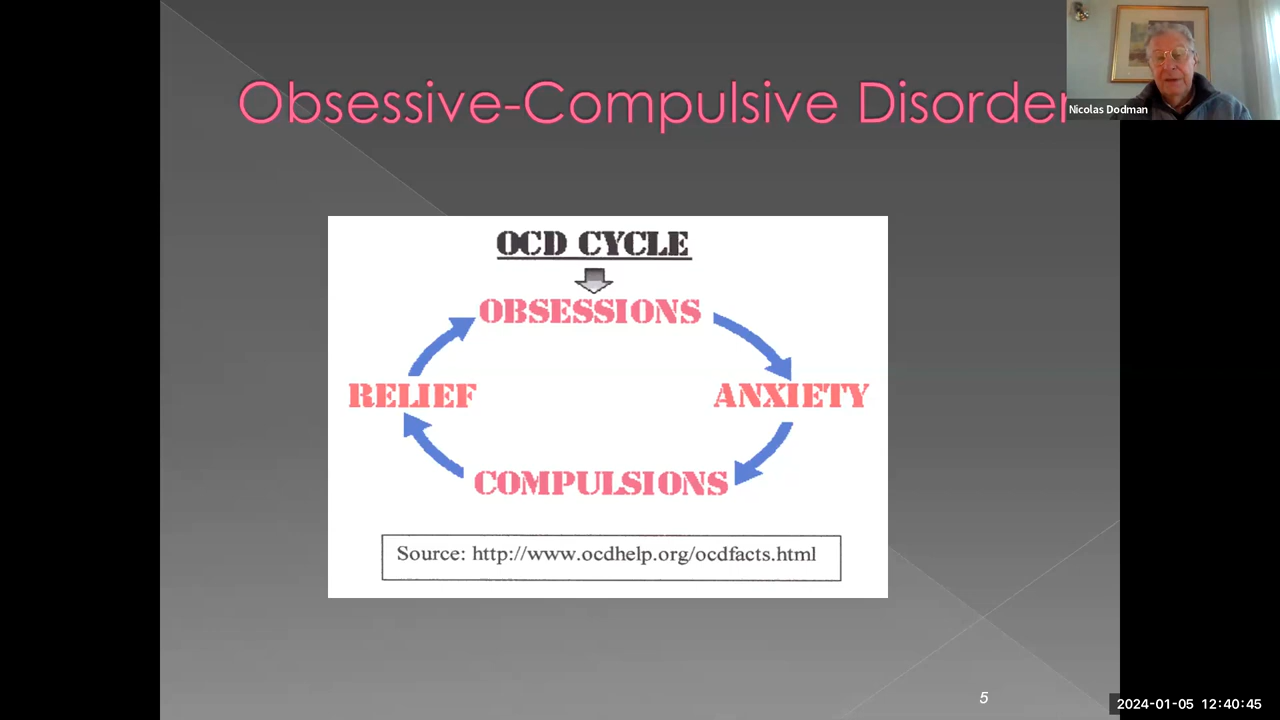 Obsessive-Compulsive Disorder
Nicolas Dodman
OCD CYCLE
OBSESSIONS
RELIEF
ANXIETY
COMPULSIONS
Source: http://www.ocdhelp.org/ocdfacts.html
5
2024-01-05 12:40:45